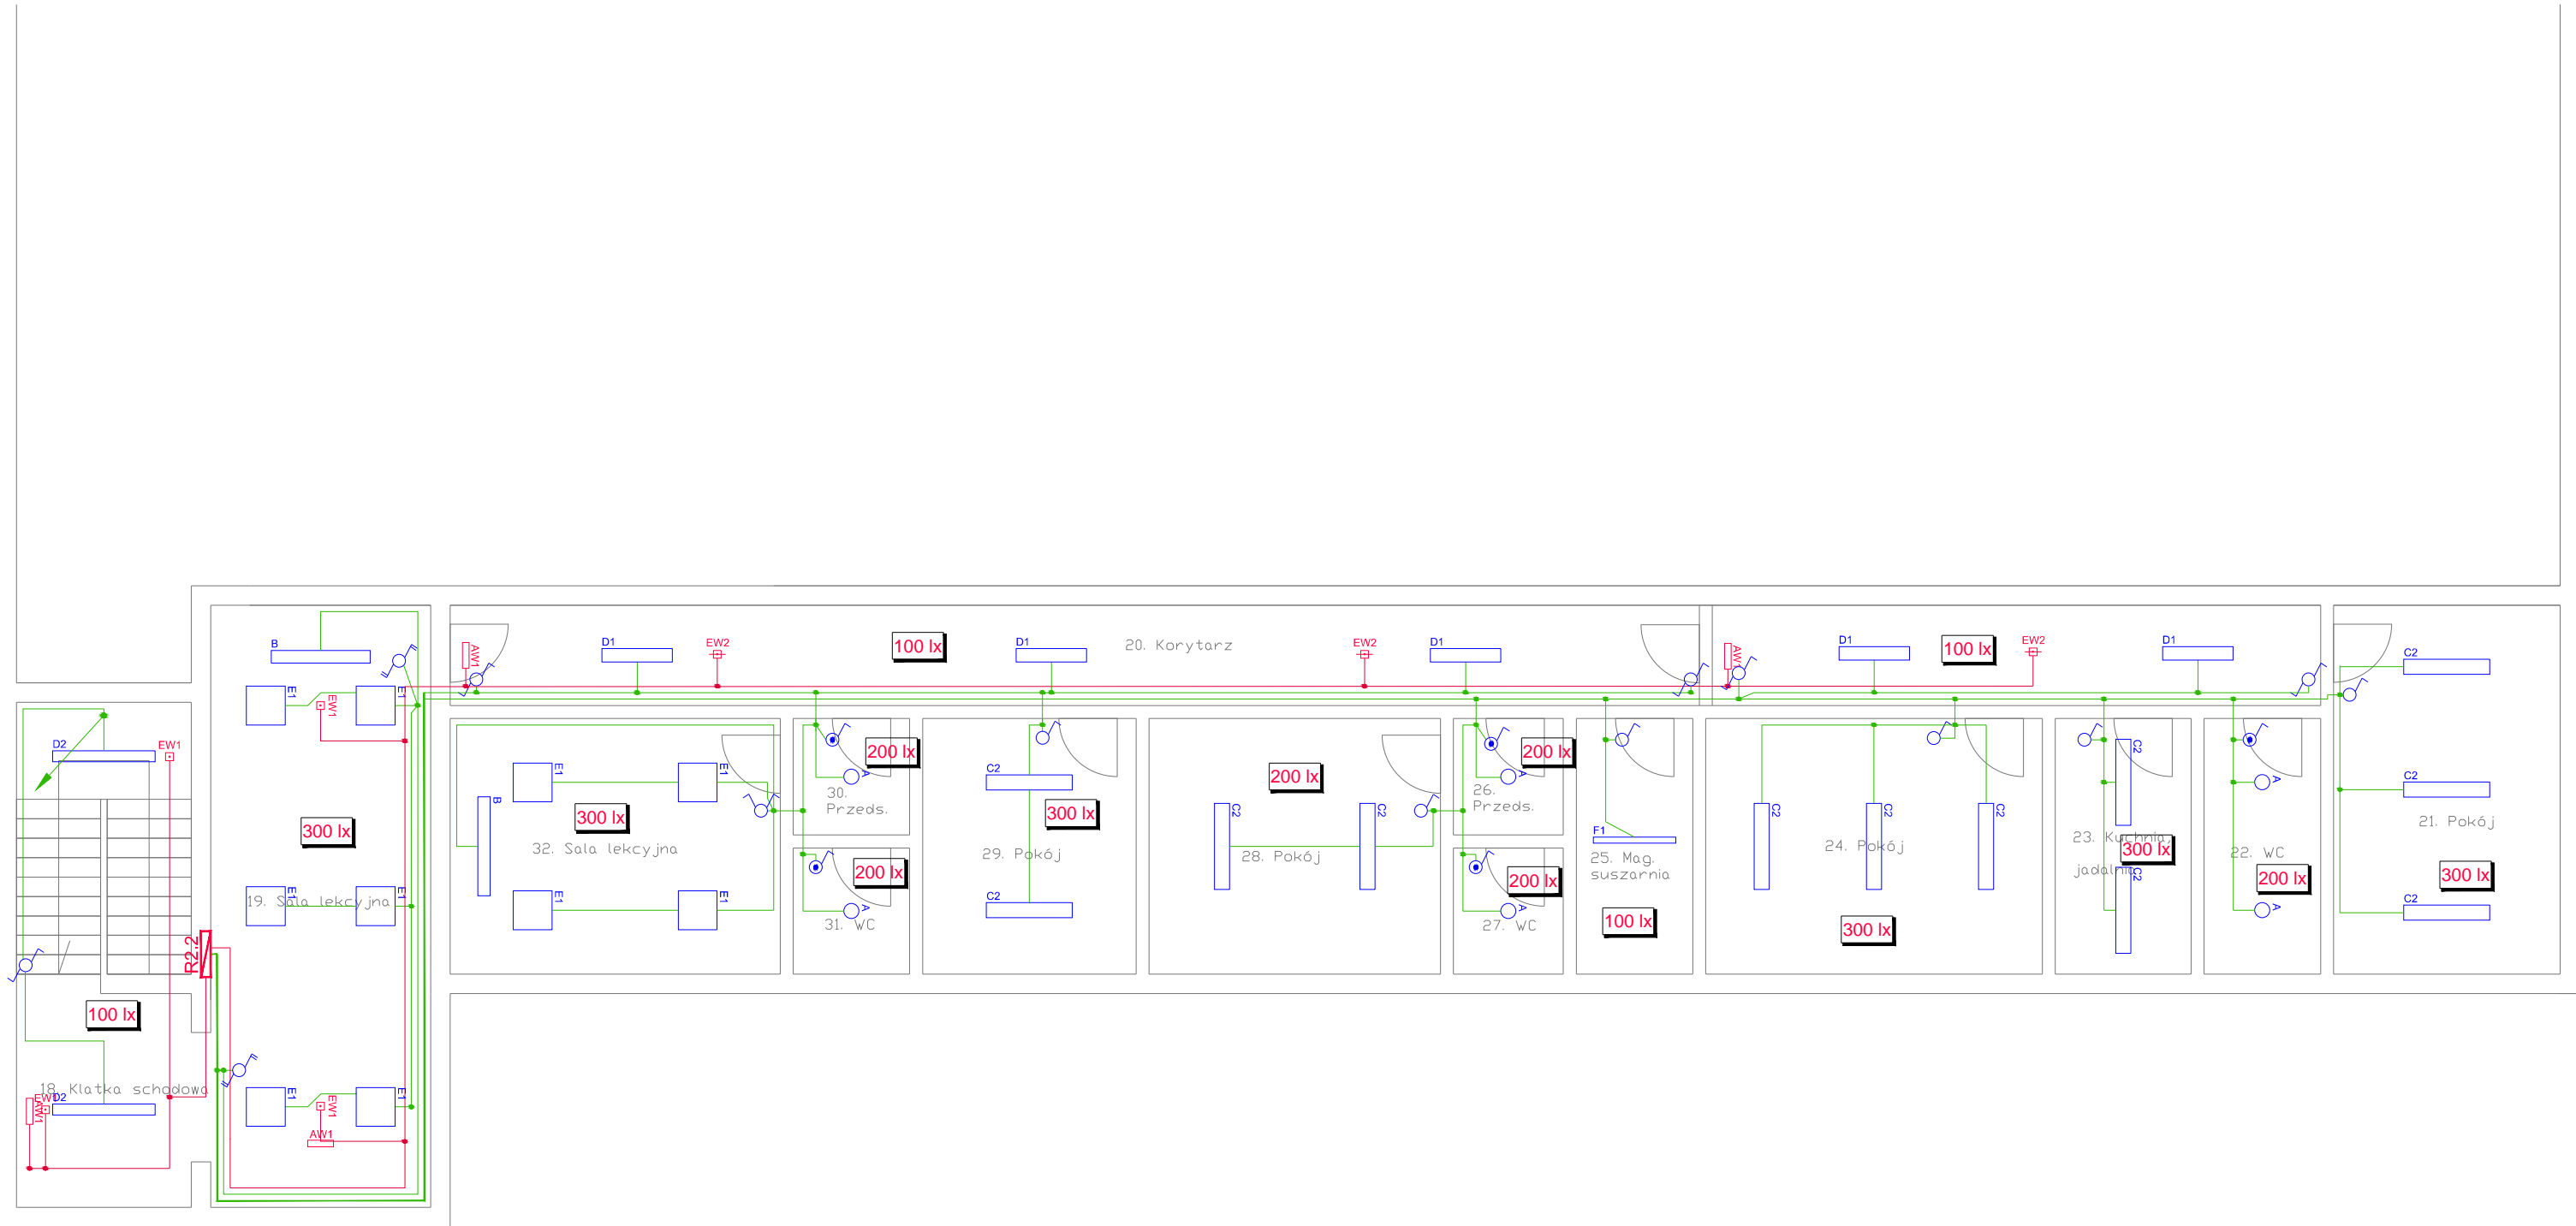 B
D1
EW2
100 lx
D1
20. Korytarz
EW2
D1
AW1
AW1
D1
100 lx
EW2
D1
C2
E1
E1
EW1
D2
EW1
E1
E1
B
300 lx
32. Sala lekcyjna
E1
E1
200 lx
A
30.
Przeds.
200 lx
A
31. WC
C2
300 lx
29. Pokój
C2
200 lx
C2
C2
28. Pokój
200 lx
A
26.
Przeds.
200 lx
A
27. WC
F1
25. Mag.
suszarnia
100 lx
C2
C2
C2
24. Pokój
300 lx
C2
23. Kuchnia,
300 lx
jadalnia
C2
A
22. WC
200 lx
A
C2
21. Pokój
300 lx
C2
300 lx
E1
E1
19. Sala lekcyjna
R2.2
100 lx
18. Klatka schodowa
EW1
D2
AW1
E1
E1
EW1
AW1